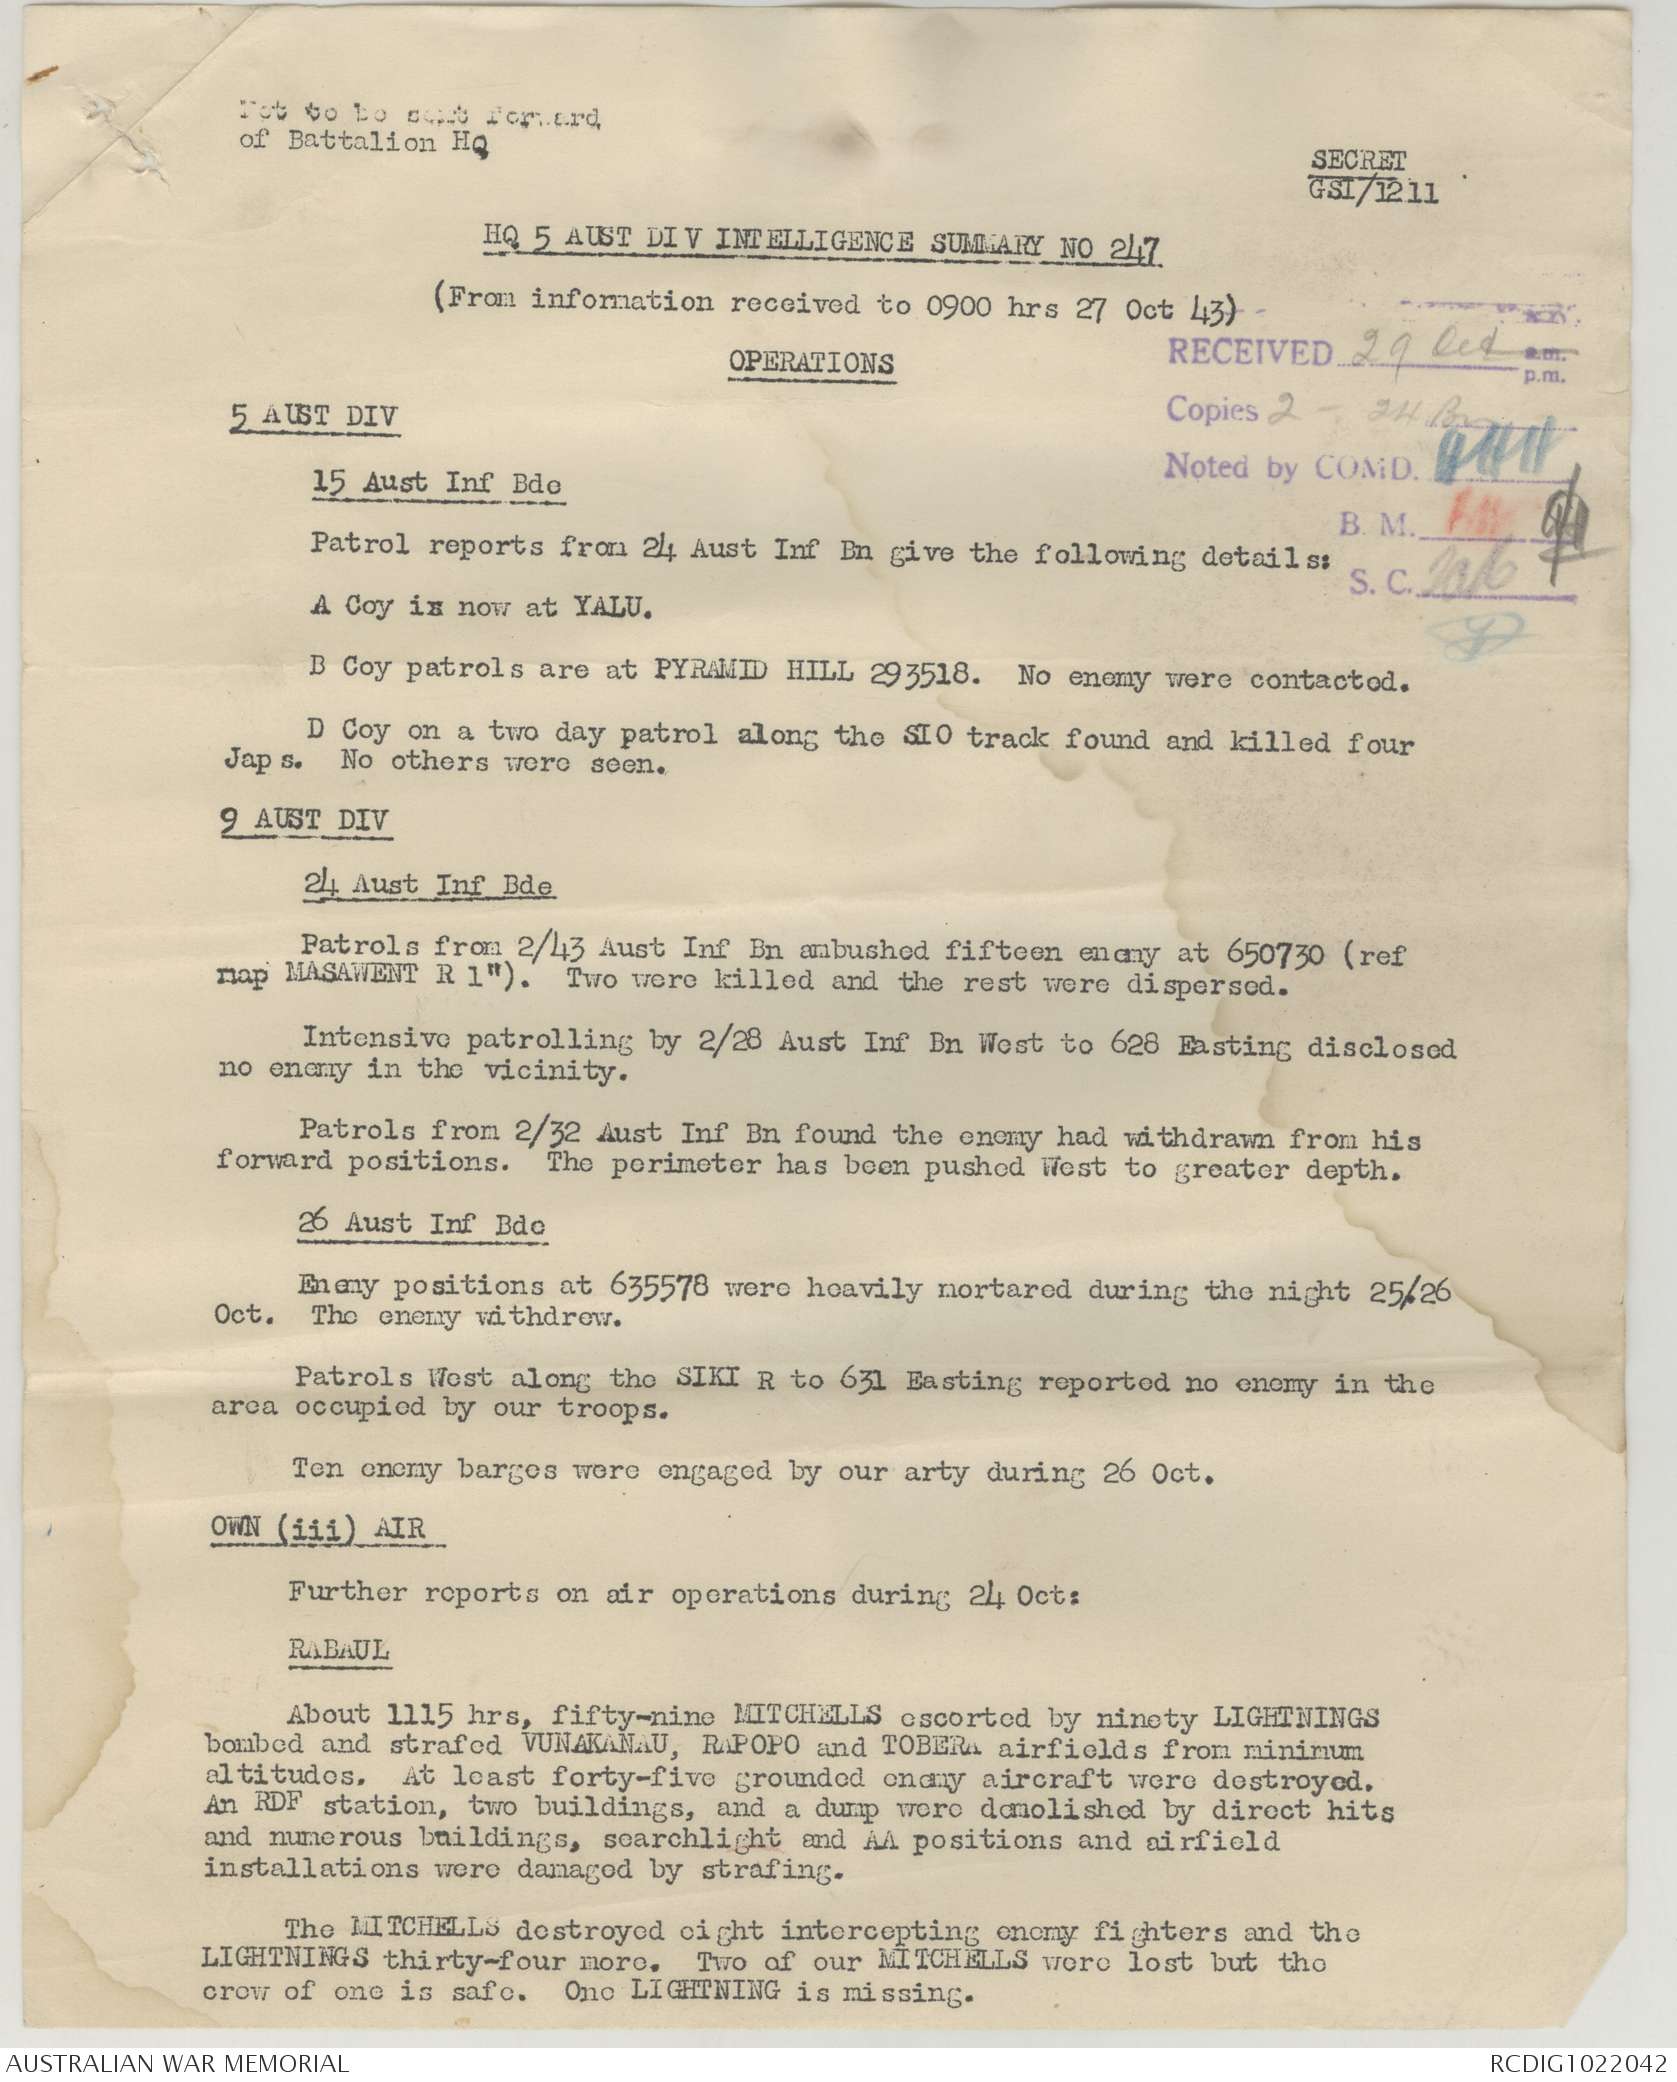 Not to be sent forward
of Battalion HQ
SECRET
GSI/1211
HQ 5 AUST DIV INTELLIGENCE SUMMARY NO 247
(From information received to 0900 hrs 27 Oct 43)
RECEIVED 29 Oct a.m.
p.m.
Copies 2 - 24 Bn
Noted by COMD.
B. M.
S. C.
OPERATIONS
5 AUST DIV
15 Aust Inf Bde
Patrol reports from 24 Aust Inf Bn give the following details:
A Coy is now at YALU.
B Coy patrols are at PYRAMID HILL 293518. No enemy were contacted.
D Coy on a two day patrol along the SIO track found and killed four
Japs. No others were seen.
9 AUST DIV
24 Aust Inf Bde
Patrols from 2/43 Aust Inf Bn ambushed fifteen enemy at 650730 (ref
map MASAWENT R 1"). Two were killed and the rest were dispersed.
Intensive patrolling by 2/28 Aust Inf Bn West to 628 Easting disclosed
no enemy in the vicinity.
Patrols from 2/32 Aust Inf Bn found the enemy had withdrawn from his
forward positions. The perimeter has been pushed West to greater depth.
26 Aust Inf Bde
Enemy positions at 635578 were heavily mortared during the night 25/26
Oct. The enemy withdrew.
Patrols West along the SIKI R to 631 Easting reported no enemy in the
area occupied by our troops.
Ten enemy barges were engaged by our arty during 26 Oct.
OWN (iii) AIR
Further reports on air operations during 24 Oct:
RABAUL
About 1115 hrs, fifty-nine MITCHELLS escorted by ninety LIGHTNINGS
bombed and strafed VUNAKANAU, RAPOPO and TOBERA airfields from minimum
altitudes. At least forty-five grounded enemy aircraft were destroyed.
An RDF station, two buildings, and a dump were demolished by direct hits
and numerous buildings, searchlight and AA positions and airfield
installations were damaged by strafing.
The MITCHELLS destroyed eight intercepting enemy fighters and the
LIGHTNINGS thirty-four more. Two of our MITCHELLS were lost but the
crew of one is safe. One LIGHTNING is missing.
AUSTRALIAN WAR MEMORIAL
RCDIG1022042